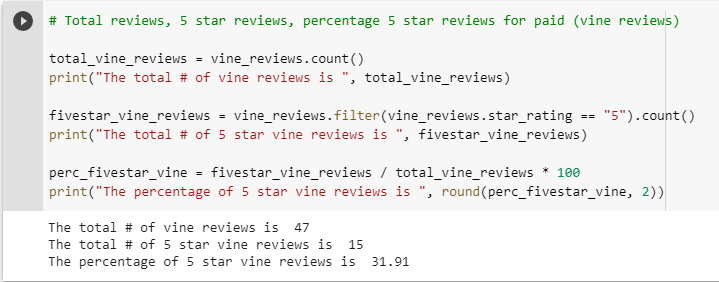 # Total reviews, 5 star reviews, percentage 5 star reviews for paid (vine reviews)
total_vine_reviews = vine_reviews.count()
print("The total # of vine reviews is ", total_vine_reviews)
fivestar_vine_reviews = vine_reviews.filter(vine_reviews.star_rating == "5").count()
print("The total # of 5 star vine reviews is ", fivestar_vine_reviews)
perc_fivestar_vine = fivestar_vine_reviews / total_vine_reviews * 100
print("The percentage of 5 star vine reviews is ", round(perc_fivestar_vine, 2))
The total # of vine reviews is  47
The total # of 5 star vine reviews is  15
The percentage of 5 star vine reviews is  31.91